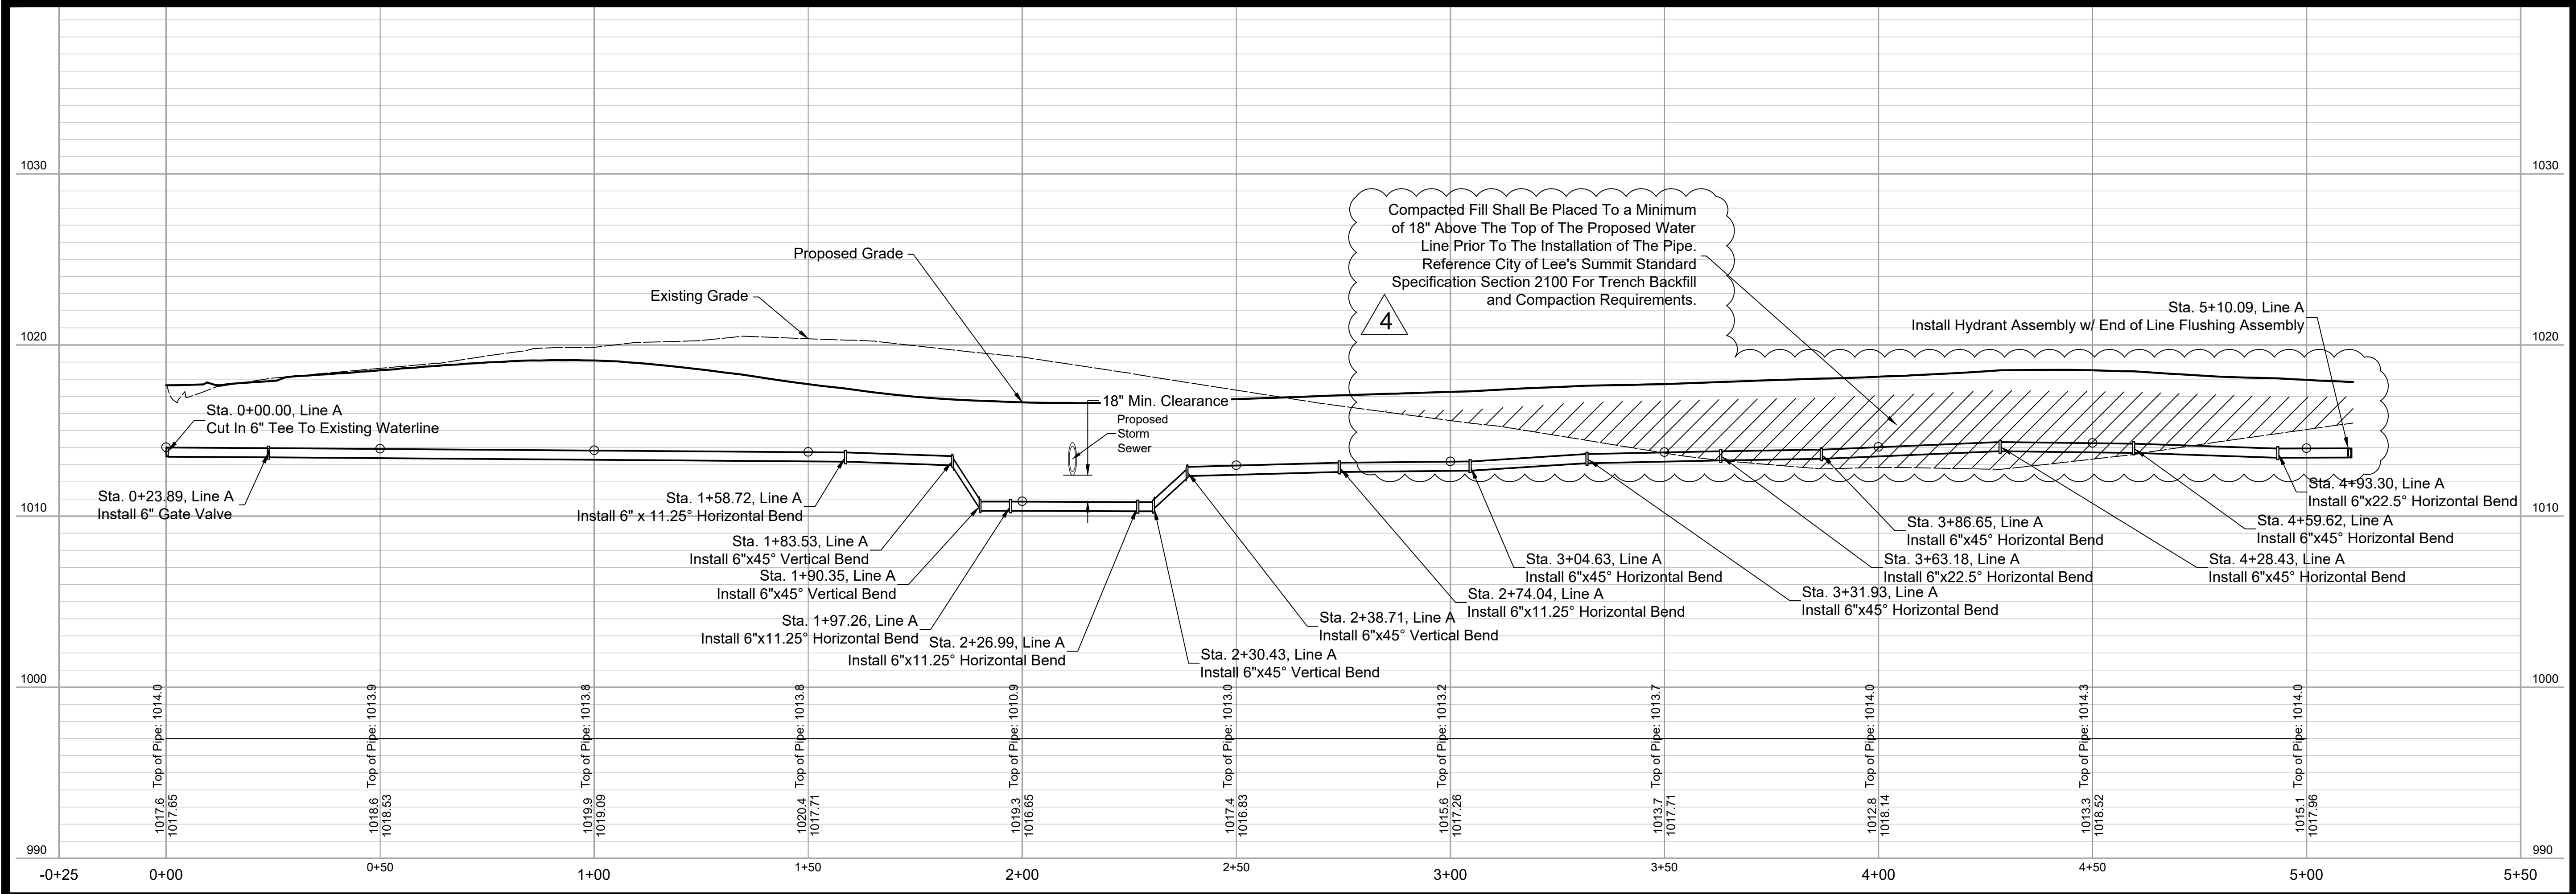 1030
1030
Compacted Fill Shall Be Placed To a Minimum
of 18" Above The Top of The Proposed Water
Line Prior To The Installation of The Pipe.
Reference City of Lee's Summit Standard
Specification Section 2100 For Trench Backfill
and Compaction Requirements.
4
Proposed Grade
Existing Grade
Sta. 5+10.09, Line A
Install Hydrant Assembly w/ End of Line Flushing Assembly
1020
1020
18" Min. Clearance
Proposed
Storm
Sewer
Sta. 0+00.00, Line A
Cut In 6" Tee To Existing Waterline
Sta. 0+23.89, Line A
Install 6" Gate Valve
Sta. 1+58.72, Line A
Install 6" x 11.25° Horizontal Bend
Sta. 1+83.53, Line A
Install 6"x45° Vertical Bend
Sta. 1+90.35, Line A
Install 6"x45° Vertical Bend
Sta. 1+97.26, Line A
Install 6"x11.25° Horizontal Bend
Sta. 2+26.99, Line A
Install 6"x11.25° Horizontal Bend
Sta. 2+30.43, Line A
Install 6"x45° Vertical Bend
Sta. 2+38.71, Line A
Install 6"x45° Vertical Bend
Sta. 2+74.04, Line A
Install 6"x11.25° Horizontal Bend
Sta. 3+04.63, Line A
Install 6"x45° Horizontal Bend
Sta. 3+31.93, Line A
Install 6"x45° Horizontal Bend
Sta. 3+63.18, Line A
Install 6"x22.5° Horizontal Bend
Sta. 3+86.65, Line A
Install 6"x45° Horizontal Bend
Sta. 4+28.43, Line A
Install 6"x45° Horizontal Bend
Sta. 4+59.62, Line A
Install 6"x45° Horizontal Bend
Sta. 4+93.30, Line A
Install 6"x22.5° Horizontal Bend
1010
1010
1000
1000
Top of Pipe: 1014.0
Top of Pipe: 1013.9
Top of Pipe: 1013.8
Top of Pipe: 1013.8
Top of Pipe: 1010.9
Top of Pipe: 1013.0
Top of Pipe: 1013.2
Top of Pipe: 1013.7
Top of Pipe: 1014.0
Top of Pipe: 1014.3
Top of Pipe: 1014.0
1017.6
1017.65
1018.6
1018.53
1019.9
1019.09
1020.4
1017.71
1019.3
1016.65
1017.4
1016.83
1015.6
1017.26
1013.7
1017.71
1012.8
1018.14
1013.3
1018.52
1015.1
1017.96
990
990
-0+25
0+00
0+50
1+00
1+50
2+00
2+50
3+00
3+50
4+00
4+50
5+00
5+50